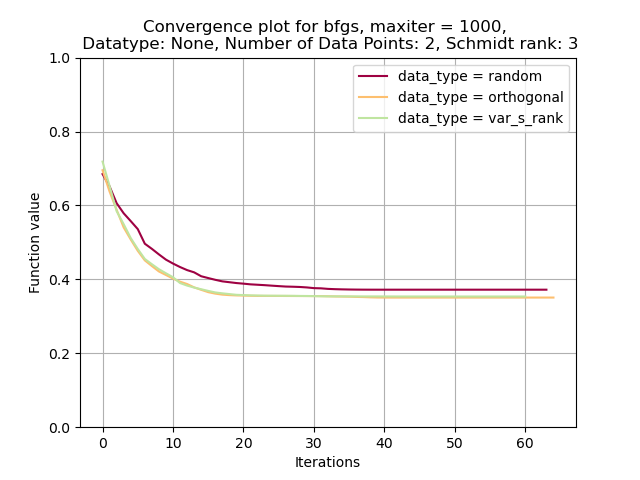 Convergence plot for bfgs, maxiter = 1000,
Datatype: None, Number of Data Points: 2, Schmidt rank: 3
data_type = random
data_type = orthogonal
data_type = var_s_rank
Function value
1.0
0.8
0.6
0.4
0.2
0.0
0 10 20 30 40 50 60
Iterations